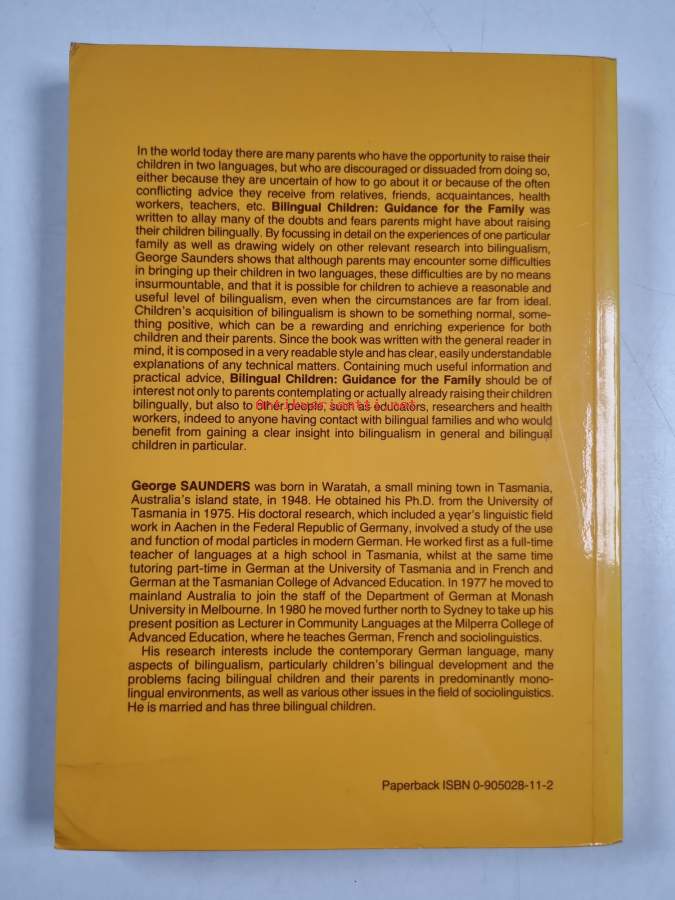 In the world today there are many parents who have the opportunity to raise their
children in two languages, but who are discouraged or dissuaded from doing so,
either because they are uncertain of how to go about it or because of the often
conflicting advice they receive from relatives, friends, acquaintances, health
workers, teachers, etc. Bilingual Children: Guidance for the Family was
written to allay many of the doubts and fears parents might have about raising
their children bilingually. By focussing in detail on the experiences of one particular
family as well as drawing widely on other relevant research into bilingualism,
George Saunders shows that although parents may encounter some difficulties
in bringing up their children in two languages, these difficulties are by no means
insurmountable, and that it is possible for children to achieve a reasonable and
useful level of bilingualism, even when the circumstances are far from ideal.
Children's acquisition of bilingualism is shown to be something normal, some-
thing positive, which can be a rewarding and enriching experience for both
children and their parents. Since the book was written with the general reader in
mind, it is composed in a very readable style and has clear, easily understandable
explanations of any technical matters. Containing much useful information and
practical advice, Bilingual Children: Guidance for the Family should be of
interest not only to parents contemplating or actually already raising their children
bilingually, but also to other people, such as educators, researchers and health
workers, indeed to anyone having contact with bilingual families and who would
benefit from gaining a clear insight into bilingualism in general and bilingual
children in particular.
George SAUNDERS was born in Waratah, a small mining town in Tasmania,
Australia's island state, in 1948. He obtained his Ph.D. from the University of
Tasmania in 1975. His doctoral research, which included a year's linguistic field
work in Aachen in the Federal Republic of Germany, involved a study of the use
and function of modal particles in modern German. He worked first as a full-time
teacher of languages at a high school in Tasmania, whilst at the same time
tutoring part-time in German at the University of Tasmania and in French and
German at the Tasmanian College of Advanced Education. In 1977 he moved to
mainland Australia to join the staff of the Department of German at Monash
University in Melbourne. In 1980 he moved further north to Sydney to take up his
present position as Lecturer in Community Languages at the Milperra College of
Advanced Education, where he teaches German, French and sociolinguistics.
His research interests include the contemporary German language, many
aspects of bilingualism, particularly children's bilingual development and the
problems facing bilingual children and their parents in predominantly mono-
lingual environments, as well as various other issues in the field of sociolinguistics.
He is married and has three bilingual children.
Paperback ISBN 0-905028-11-2